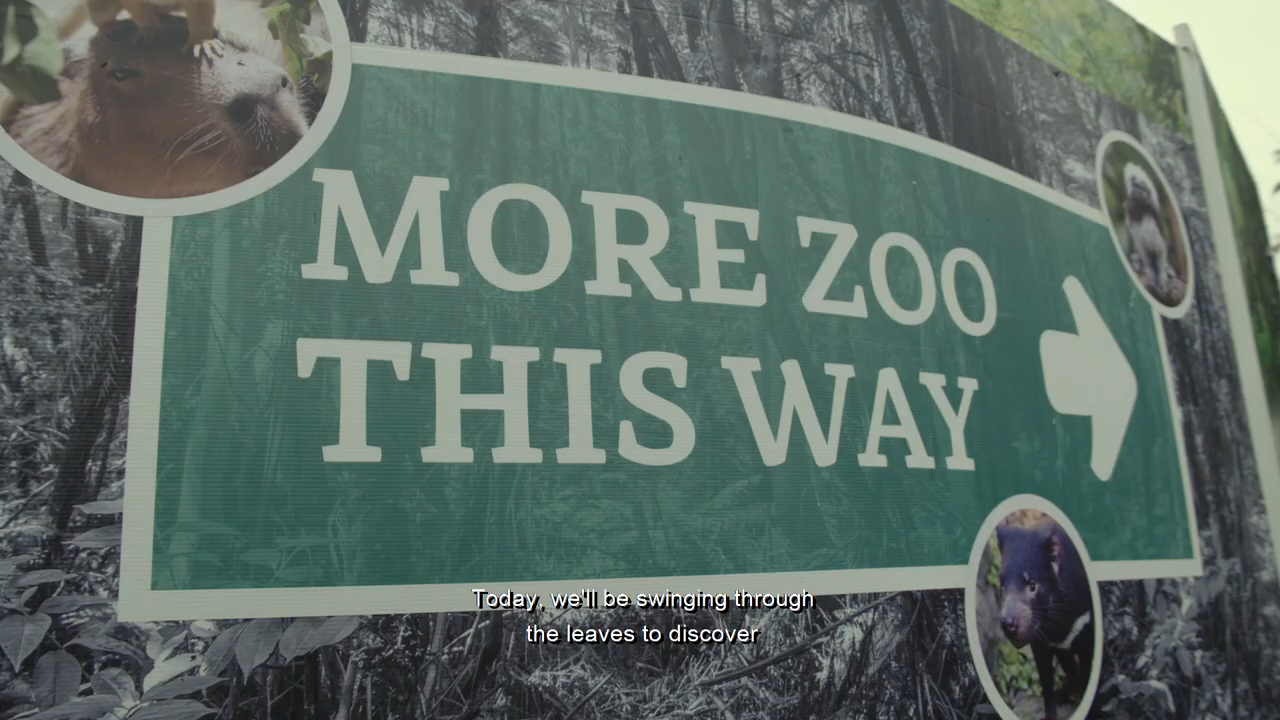 MORE ZOO
THIS WAY
Today, we'll be swinging through
the leaves to discover